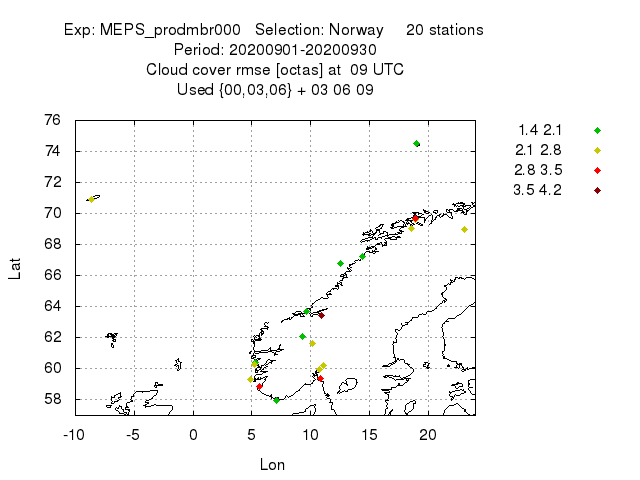 Exp: MEPS_prodmbr000   Selection: Norway     20 stations
Period: 20200901-20200930
Cloud cover rmse [octas] at  09 UTC
Used {00,03,06} + 03 06 09
76
74
72
70
68
66
64
62
60
58
-10 -5 0 5 10 15 20
Lat
Lon
1.4 2.1
2.1 2.8
2.8 3.5
3.5 4.2